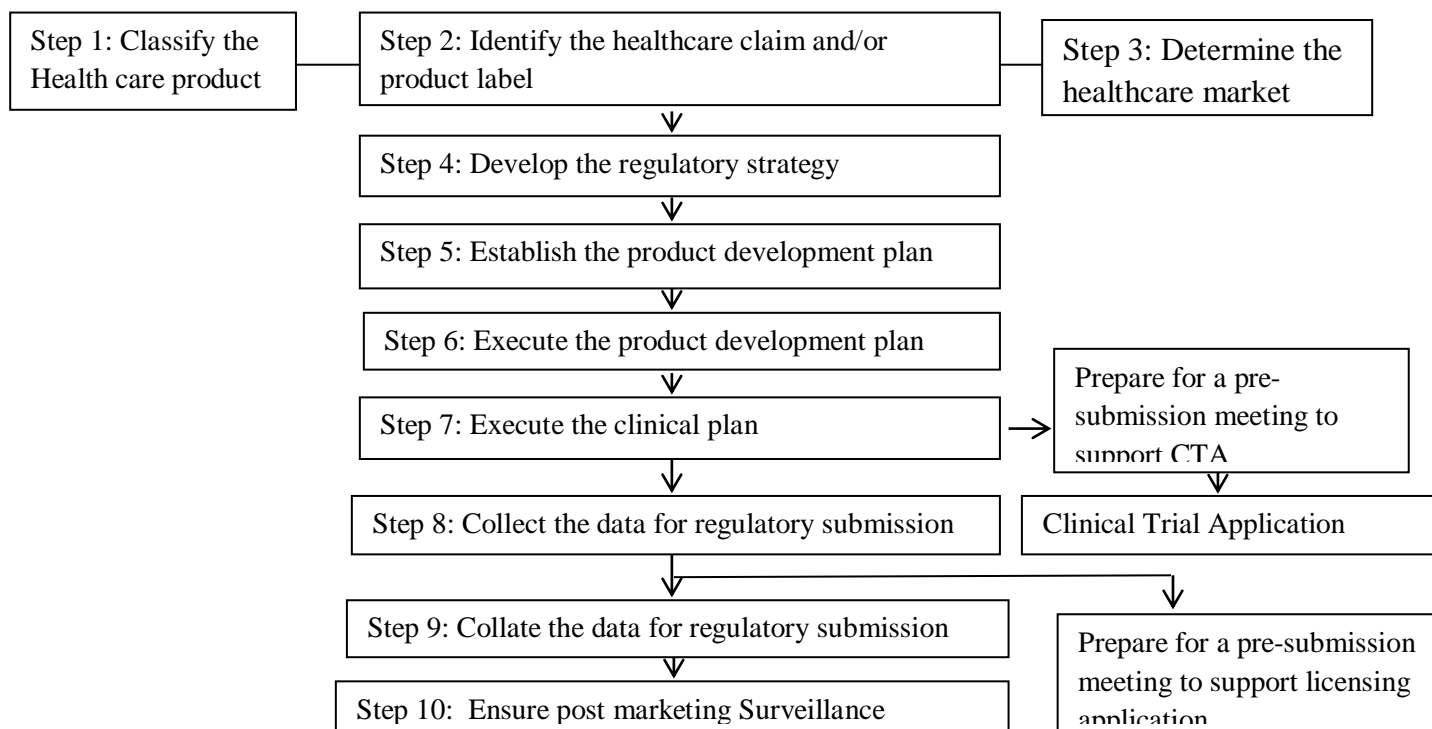 Step 1: Classify the
Health care product
Step 2: Identify the healthcare claim and/or
product label
Step 3: Determine the
healthcare market
Step 4: Develop the regulatory strategy
Step 5: Establish the product development plan
Step 6: Execute the product development plan
Step 7: Execute the clinical plan
Prepare for a pre-
submission meeting to
support CTA
Step 8: Collect the data for regulatory submission
Clinical Trial Application
Step 9: Collate the data for regulatory submission
Prepare for a pre-submission
meeting to support licensing
application
Step 10: Ensure post marketing Surveillance